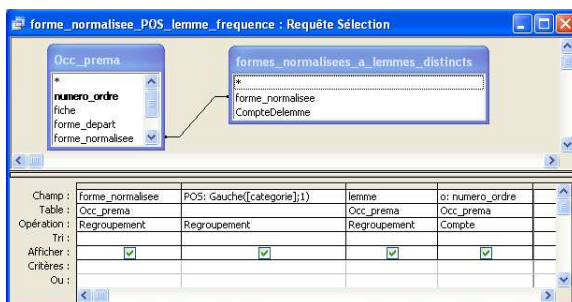 forme_normalisee_POS_lemme_frequence : Requête Sélection
Occ_prema
*
numero_ordre
fiche
forme_depart
forme_normalisee
formes_normalisees_a_lemmes_distincts
*
forme_normalisee
CompteDelemme
Champ : forme_normalisee POS: Gauche([categorie];1) lemme o: numero_ordre
Table : Occ_prema Occ_prema Occ_prema
Opération : Regroupement Regroupement Regroupement Compte
Tri :
Afficher :
Critères :
Ou :